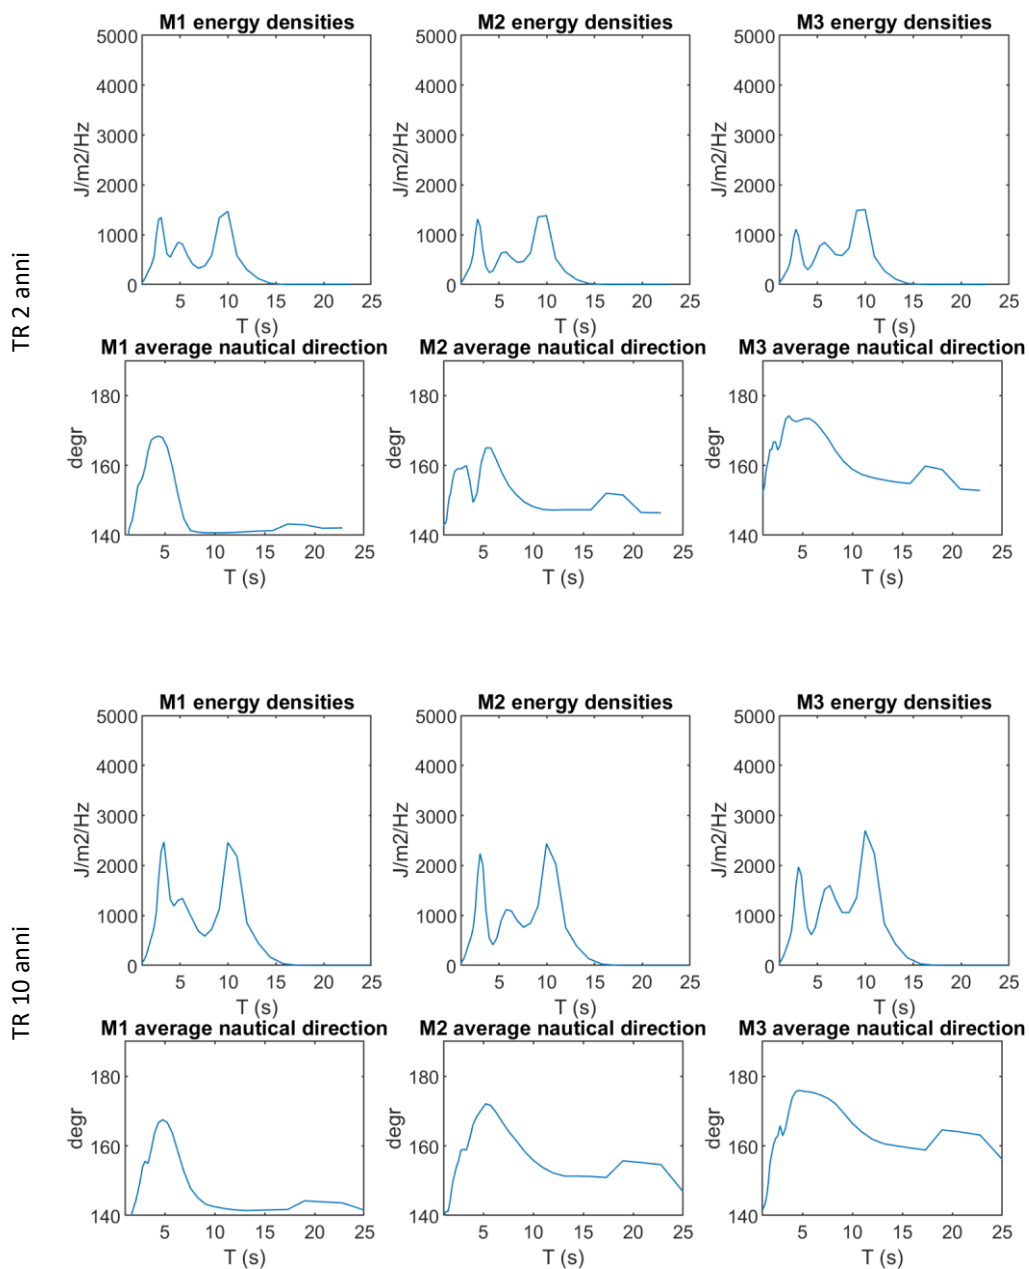 TR 2 anni
M1 energy densities
5000
4000
3000
2000
1000
0
J/m2/Hz
5 10 15 20 25
T (s)
M2 energy densities
5000
4000
3000
2000
1000
0
J/m2/Hz
5 10 15 20 25
T (s)
M3 energy densities
5000
4000
3000
2000
1000
0
J/m2/Hz
5 10 15 20 25
T (s)
M1 average nautical direction
180
160
140
degr
5 10 15 20 25
T (s)
M2 average nautical direction
180
160
140
degr
5 10 15 20 25
T (s)
M3 average nautical direction
180
160
140
degr
5 10 15 20 25
T (s)
TR 10 anni
M1 energy densities
5000
4000
3000
2000
1000
0
J/m2/Hz
5 10 15 20 25
T (s)
M2 energy densities
5000
4000
3000
2000
1000
0
J/m2/Hz
5 10 15 20 25
T (s)
M3 energy densities
5000
4000
3000
2000
1000
0
J/m2/Hz
5 10 15 20 25
T (s)
M1 average nautical direction
180
160
140
degr
5 10 15 20 25
T (s)
M2 average nautical direction
180
160
140
degr
5 10 15 20 25
T (s)
M3 average nautical direction
180
160
140
degr
5 10 15 20 25
T (s)